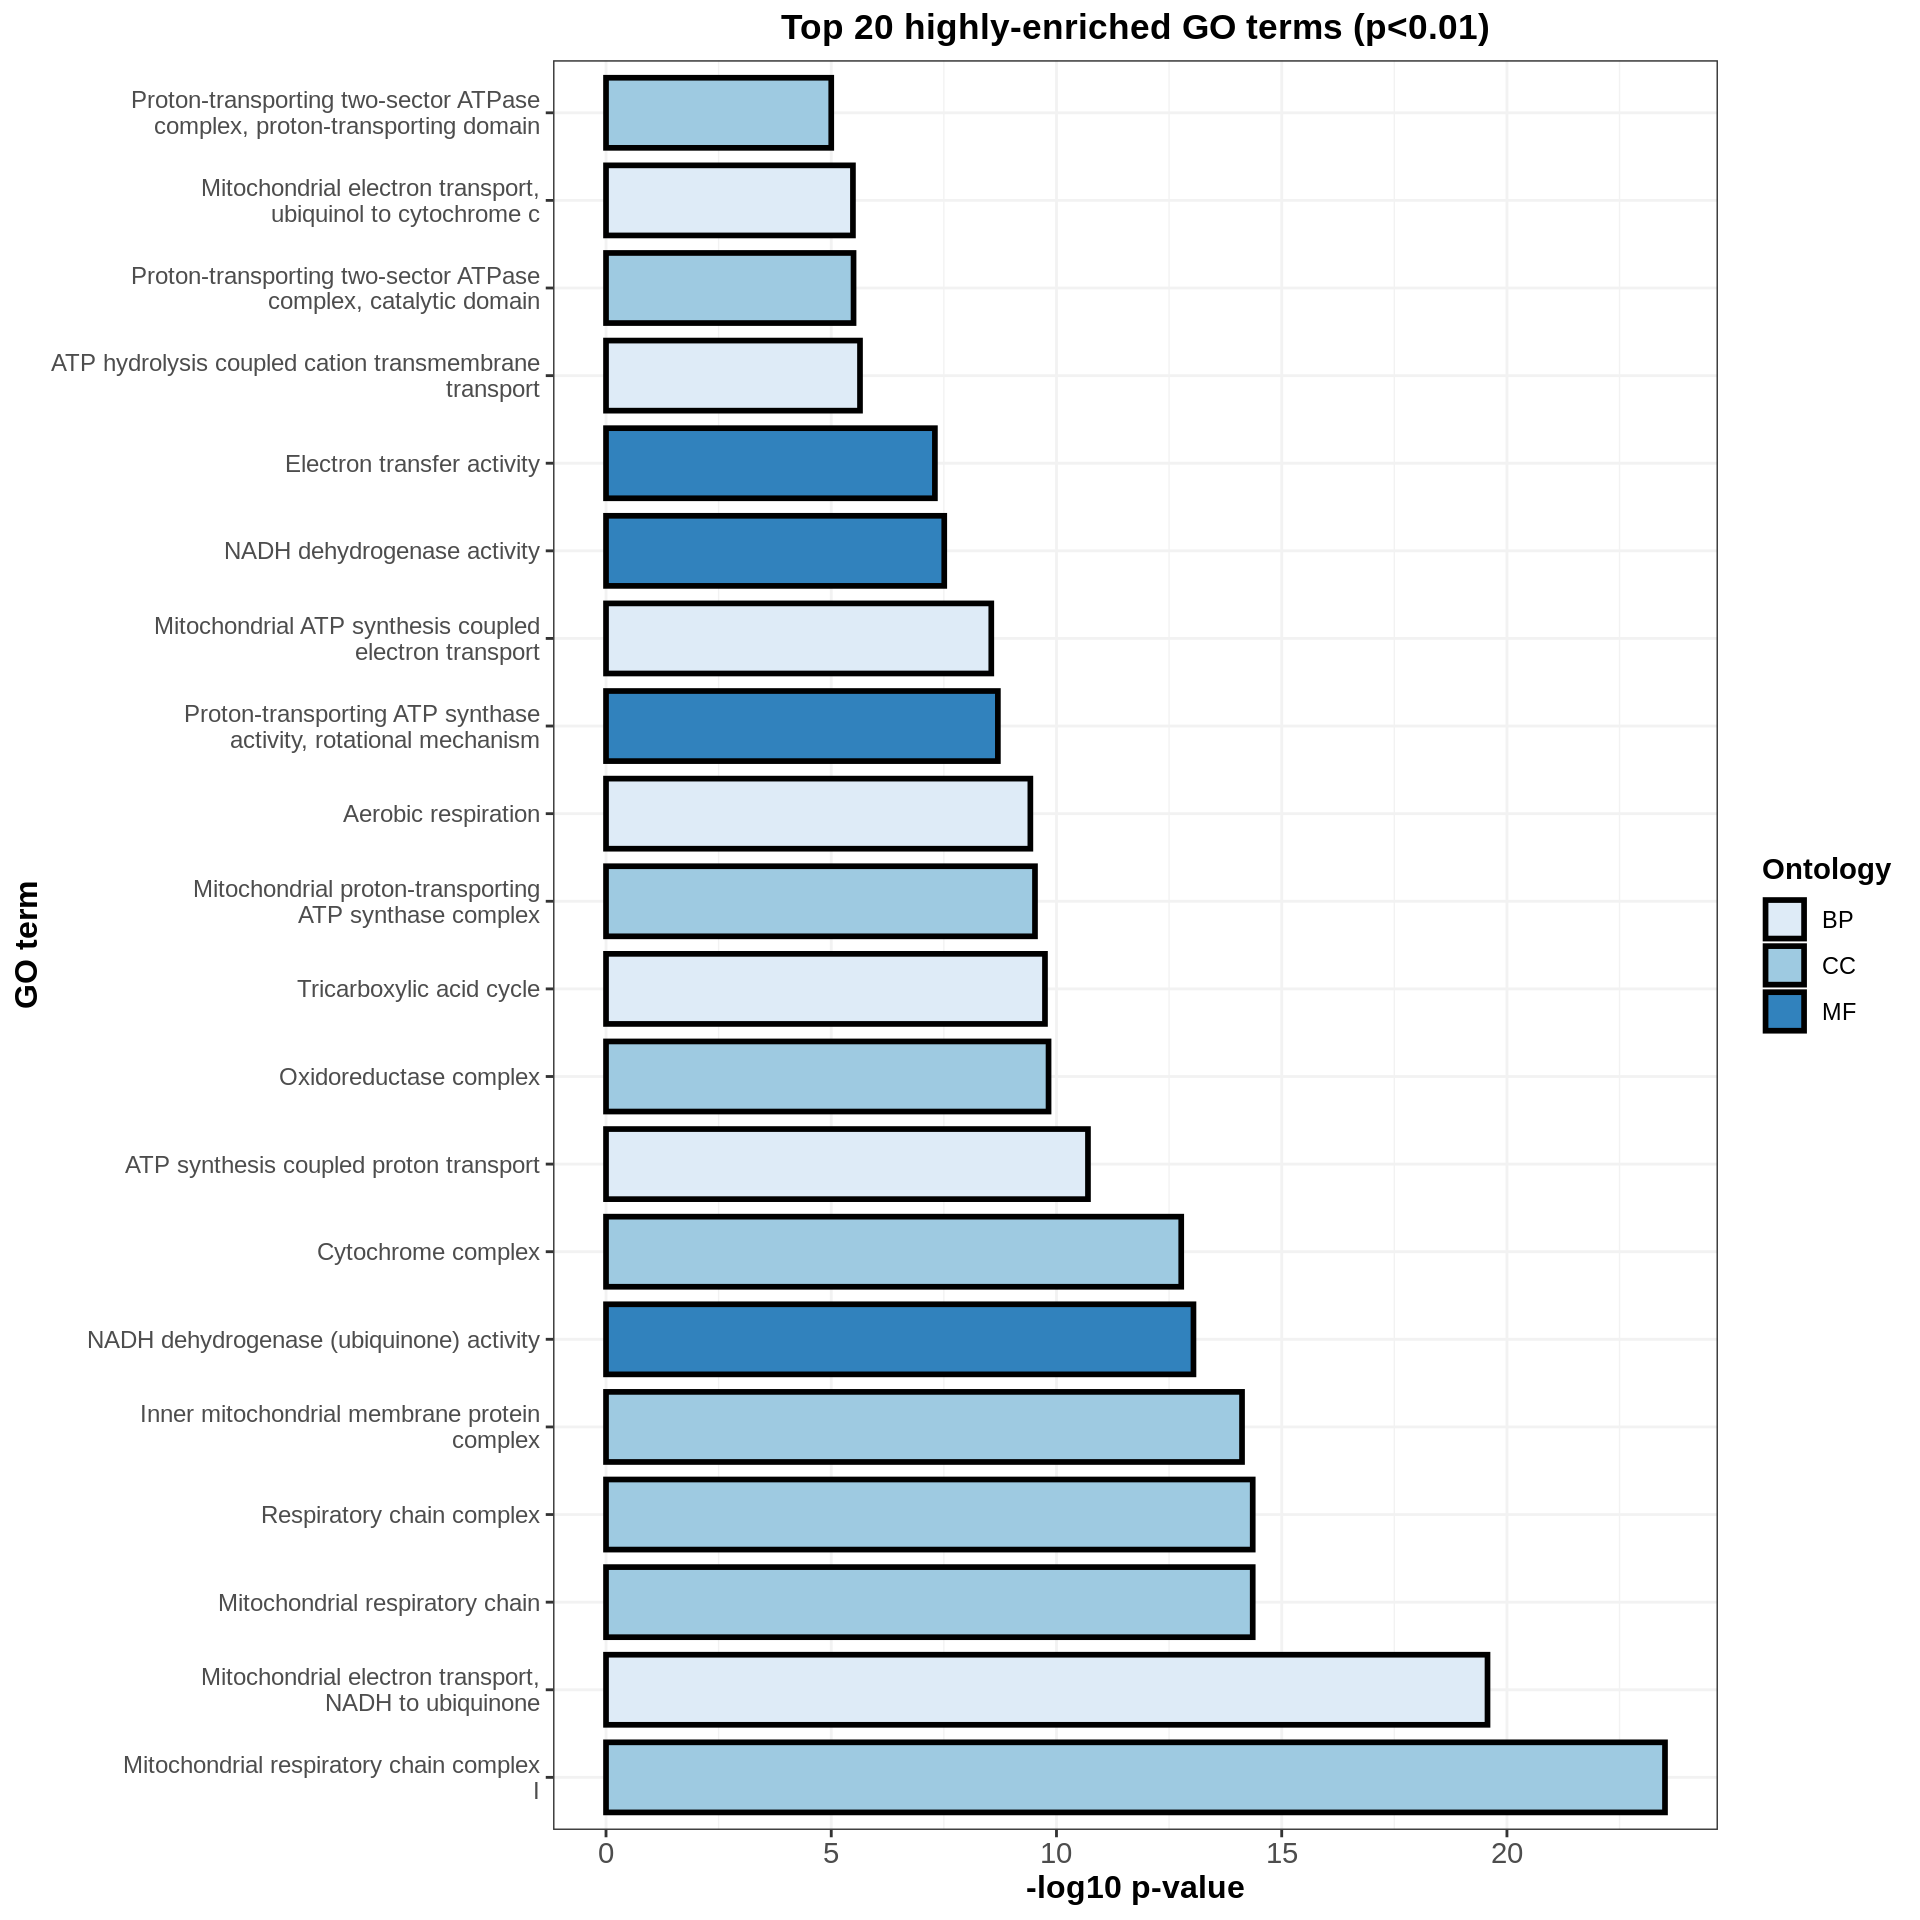 Top 20 highly-enriched GO terms (p<0.01)
Proton-transporting two-sector ATPase
complex, proton-transporting domain
Mitochondrial electron transport,
ubiquinol to cytochrome c
Proton-transporting two-sector ATPase
complex, catalytic domain
ATP hydrolysis coupled cation transmembrane
transport
Electron transfer activity
NADH dehydrogenase activity
Mitochondrial ATP synthesis coupled
electron transport
Proton-transporting ATP synthase
activity, rotational mechanism
Aerobic respiration
Mitochondrial proton-transporting
ATP synthase complex
Tricarboxylic acid cycle
Oxidoreductase complex
ATP synthesis coupled proton transport
Cytochrome complex
NADH dehydrogenase (ubiquinone) activity
Inner mitochondrial membrane protein
complex
Respiratory chain complex
Mitochondrial respiratory chain
Mitochondrial electron transport,
NADH to ubiquinone
Mitochondrial respiratory chain complex
I
GO term
0 5 10 15 20
-log10 p-value
Ontology
BP
CC
MF